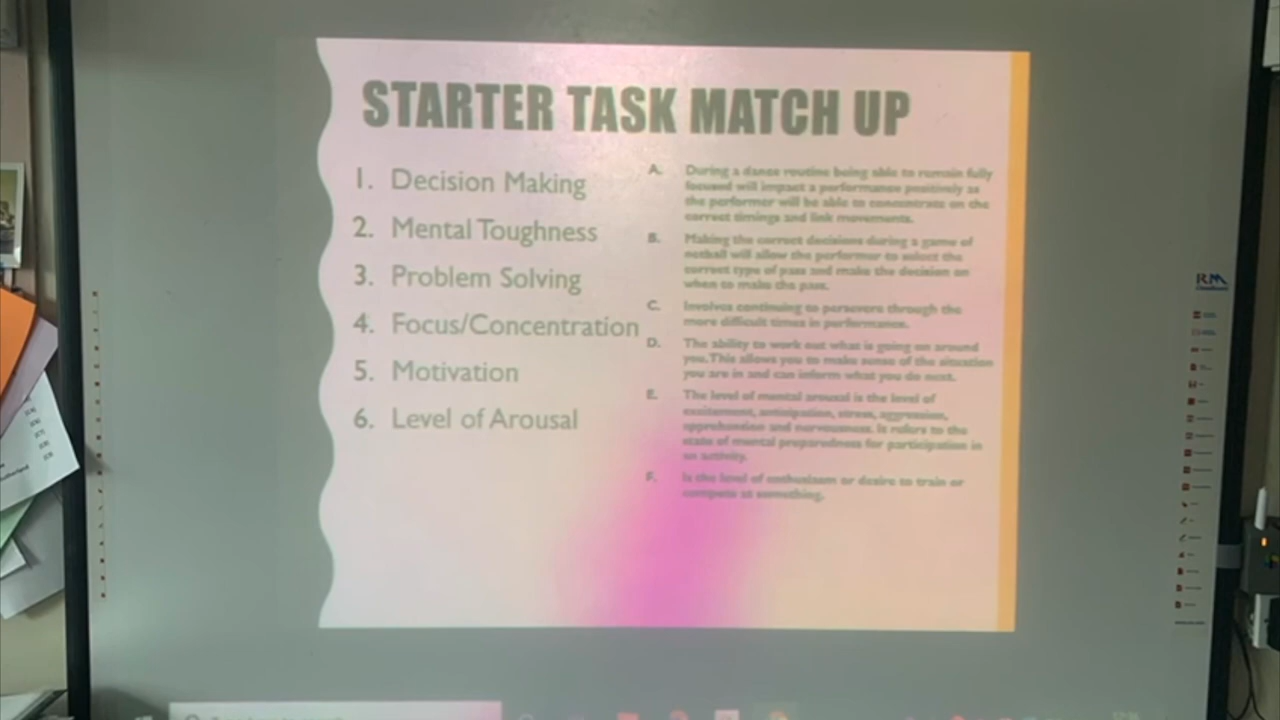 STARTER TASK MATCH UP
1. Decision Making
2. Mental Toughness
3. Problem Solving
4. Focus/Concentration
5. Motivation
6. Level of Arousal
A. During a dance routine being able to remain fully
focused will impact a performance positively as
the performer will be able to concentrate on the
correct timings and link movements.
B. Making the correct decisions during a game of
netball will allow the performer to select the
correct type of pass and make the decision on
when to make the pass.
C. Involves continuing to persevere through the
more difficult times in performance.
D. The ability to work out what is going on around
you. This allows you to make sense of the situation
you are in and can inform what you do next.
E. The level of mental arousal is the level of
excitement, anticipation, stress, aggression,
apprehension and nervousness. It refers to the
state of mental preparedness for participation in
an activity.
F. Is the level of enthusiasm or desire to train or
compete at something.
RM